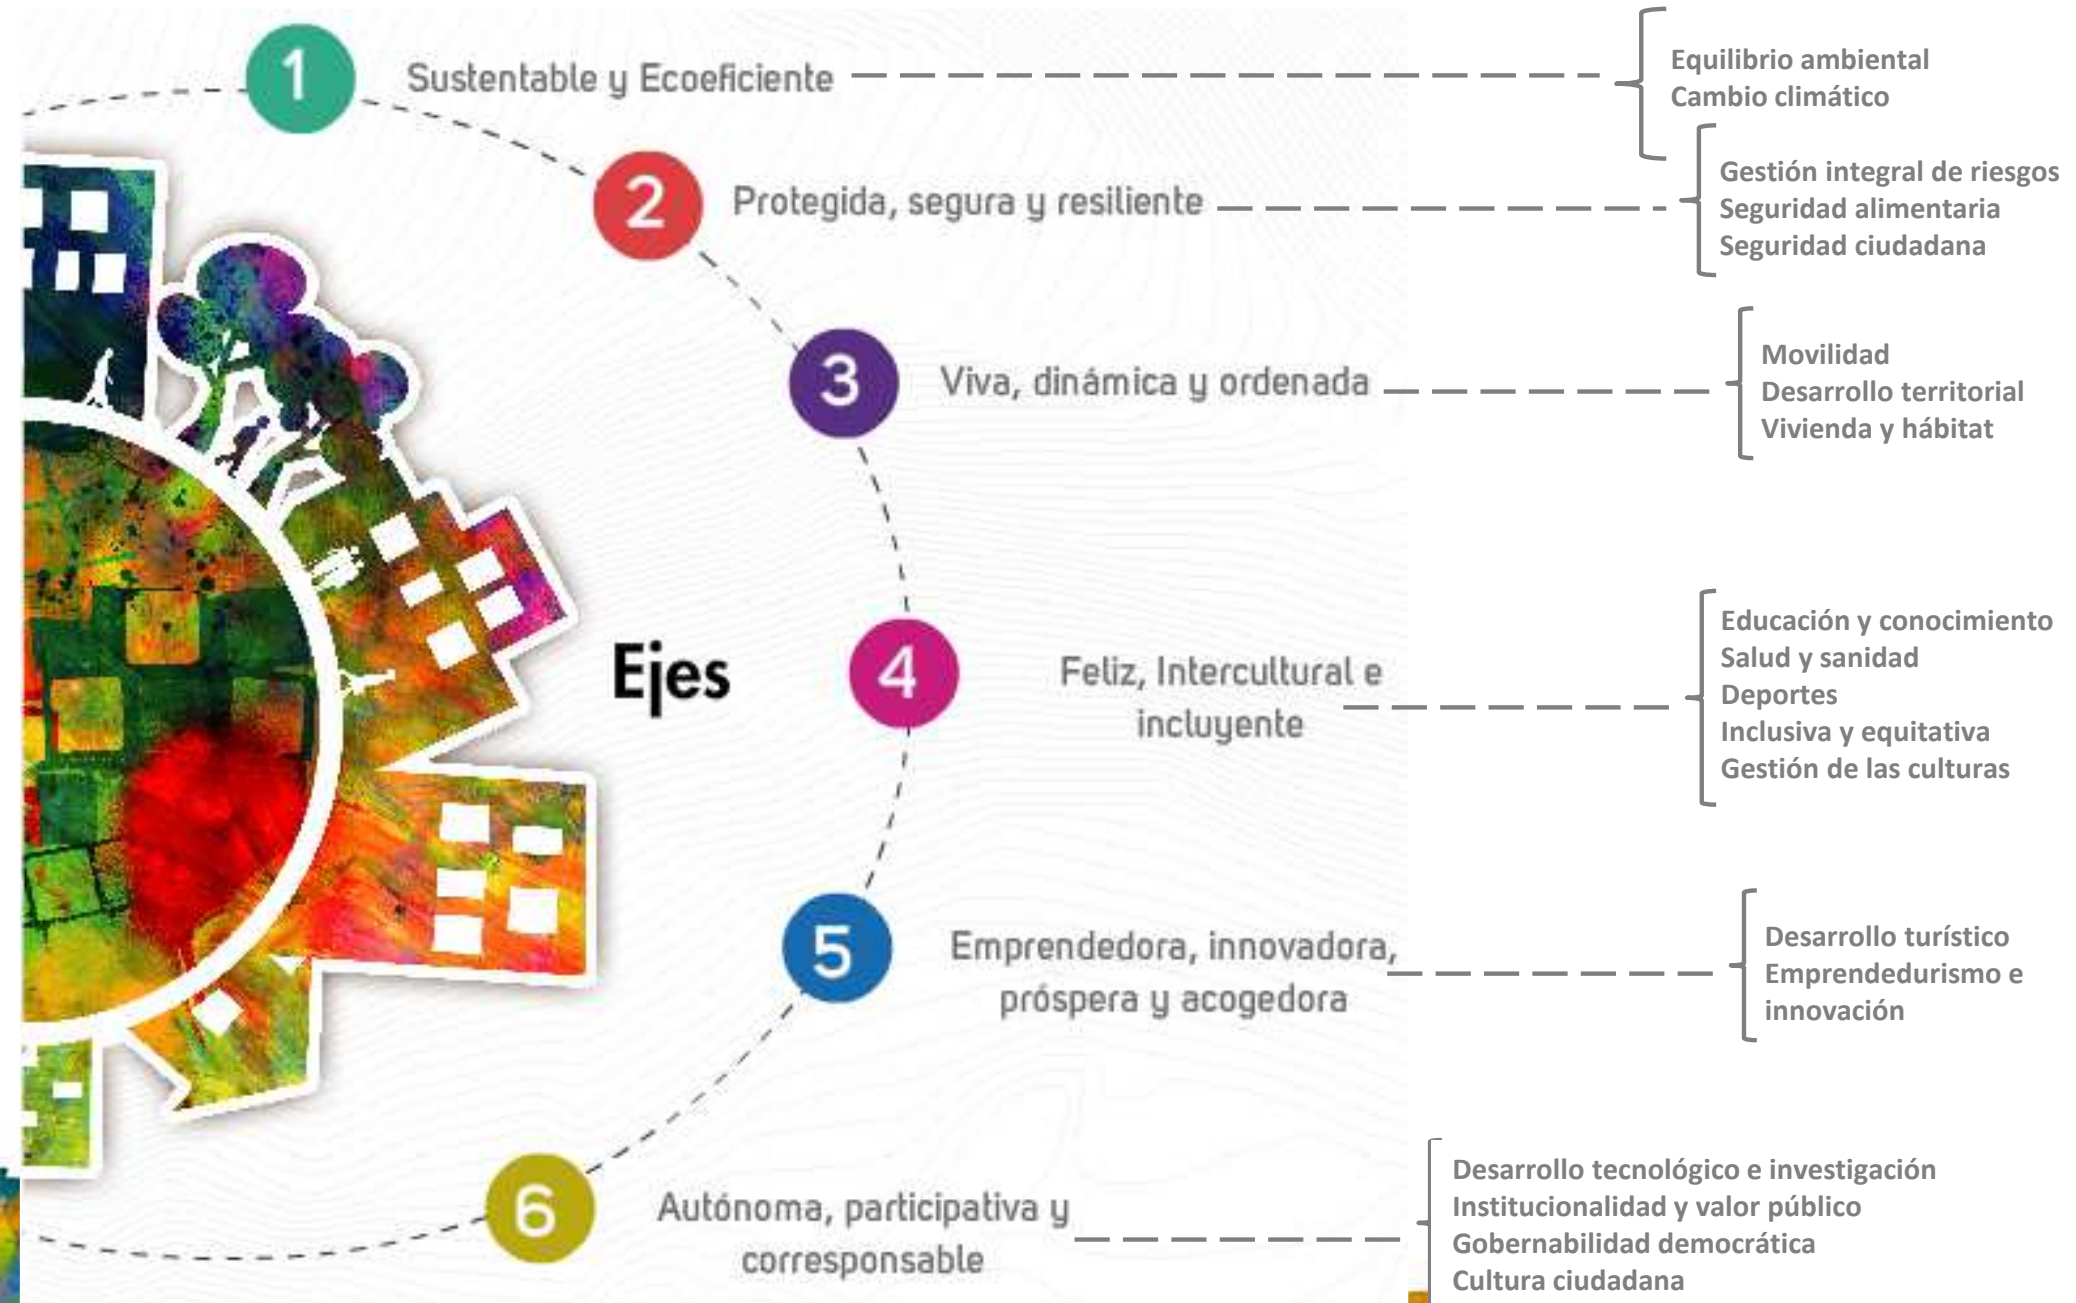 1
Sustentable y Ecoeficiente
Equilibrio ambiental
Cambio climático
2
Protegida, segura y resiliente
Gestión integral de riesgos
Seguridad alimentaria
Seguridad ciudadana
3
Viva, dinámica y ordenada
Movilidad
Desarrollo territorial
Vivienda y hábitat
Ejes
4
Feliz, Intercultural e
incluyente
Educación y conocimiento
Salud y sanidad
Deportes
Inclusiva y equitativa
Gestión de las culturas
5
Emprendedora, innovadora,
próspera y acogedora
Desarrollo turístico
Emprendedurismo e
innovación
6
Autónoma, participativa y
corresponsable
Desarrollo tecnológico e investigación
Institucionalidad y valor público
Gobernabilidad democrática
Cultura ciudadana